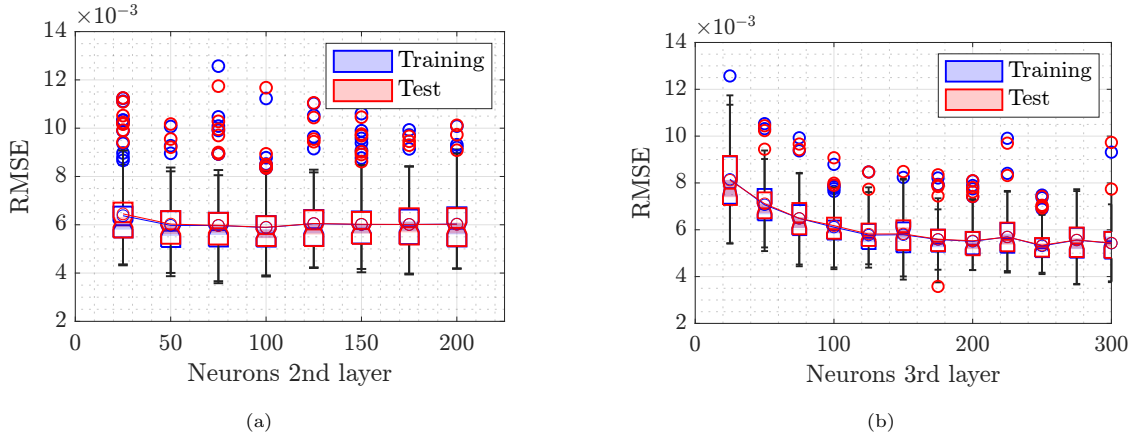 ×10⁻³
14
12
10
8
6
4
2
RMSE
0 50 100 150 200
Neurons 2nd layer
Training
Test
(a)
×10⁻³
14
12
10
8
6
4
2
RMSE
0 100 200 300
Neurons 3rd layer
Training
Test
(b)